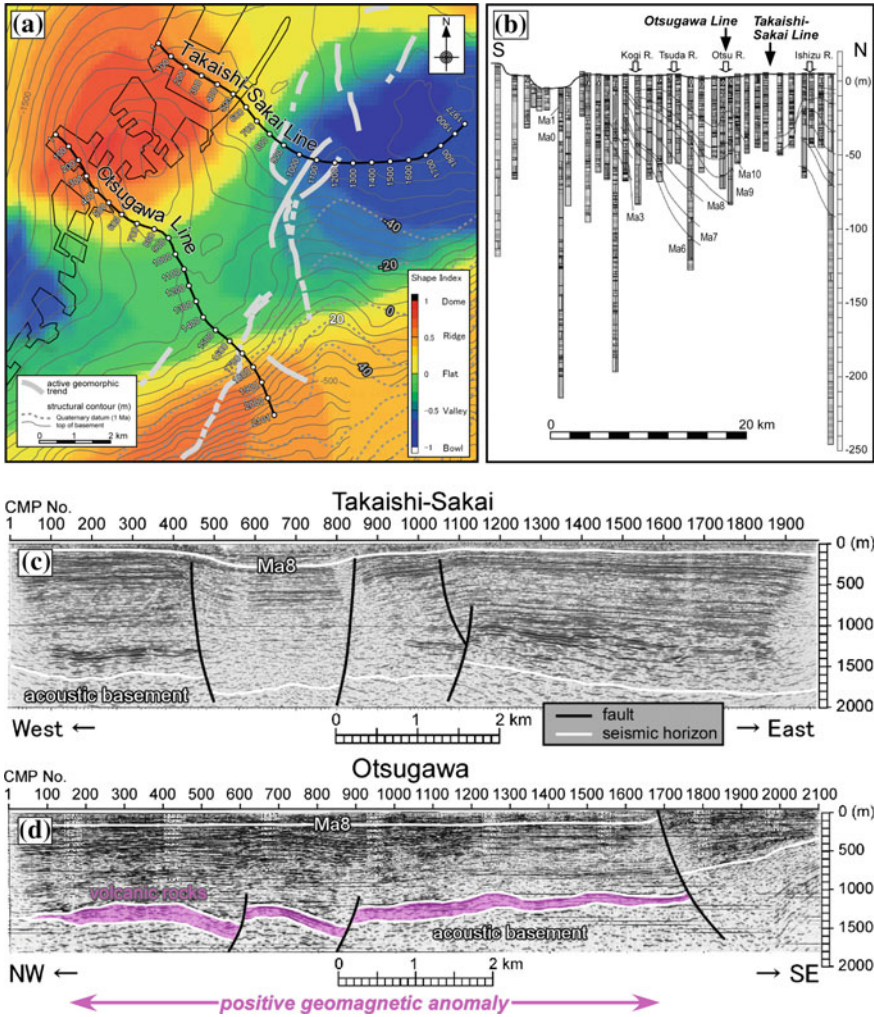 (a)
N
Takaishi-Sakai Line
Otsugawa Line
-40
-20
0
20
40
-500
Shape Index
1 Dome
0.5 Ridge
0 Flat
-0.5 Valley
-1 Bowl
active geomorphic trend
structural contour (m)
Quaternary datum (1 Ma)
top of basement
0 1 2 km
(b)
Otsugawa Line
Takaishi-Sakai Line
S
N
Kogi R.
Tsuda R.
Otsu R.
Ishizu R.
0 (m)
-50
-100
-150
-200
-250
Ma1
Ma0
Ma3
Ma6
Ma7
Ma8
Ma9
Ma10
0 20 km
Takaishi-Sakai
CMP No.
1 100 200 300 400 500 600 700 800 900 1000 1100 1200 1300 1400 1500 1600 1700 1800 1900
(c)
Ma8
acoustic basement
0 (m)
500
1000
1500
2000
West ←
0 1 2 km
fault
seismic horizon
→ East
Otsugawa
CMP No.
1 100 200 300 400 500 600 700 800 900 1000 1100 1200 1300 1400 1500 1600 1700 1800 1900 2000 2100
(d)
Ma8
volcanic rocks
acoustic basement
0 (m)
500
1000
1500
2000
NW ←
0 1 2 km
→ SE
positive geomagnetic anomaly